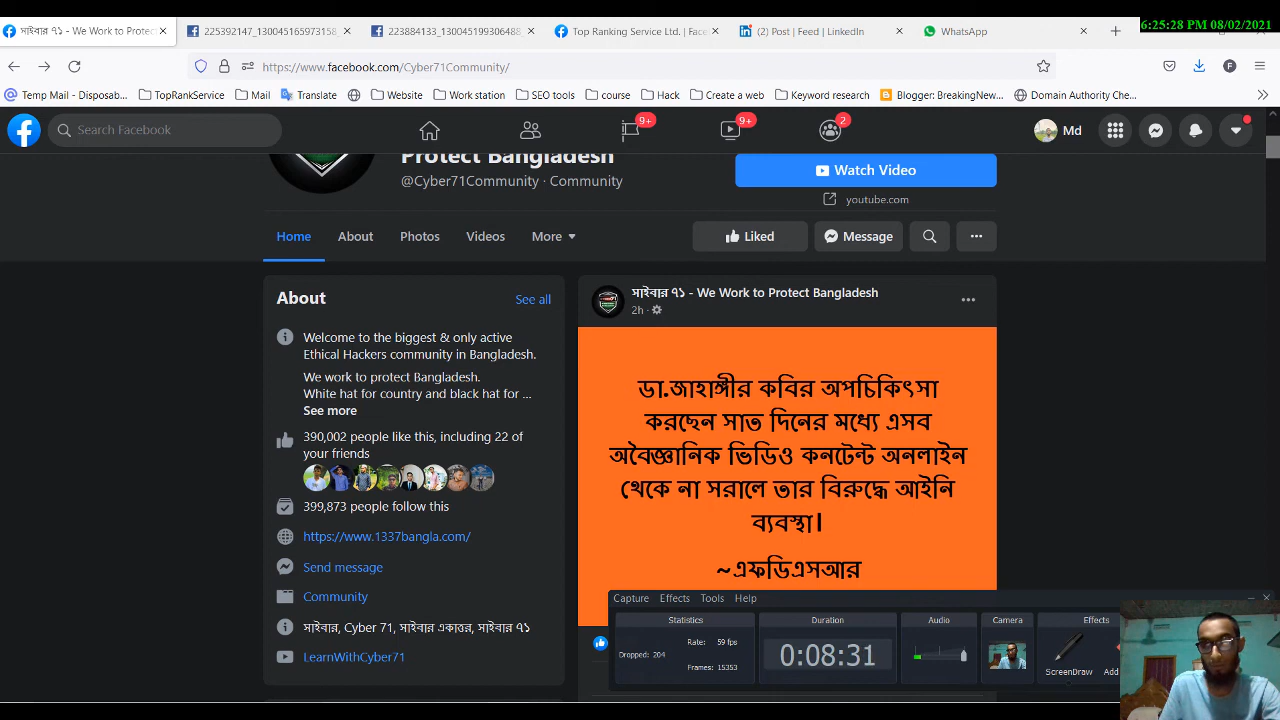 6:25:28 PM 08/02/2021
সাইবার ৭১ - We Work to Protect
225330147_130045165973158
223884133
Top Ranking Service Ltd. | Fac
(2) Post | Feed | LinkedIn
WhatsApp
https://www.facebook.com/Cyber71Community/
Temp Mail - Disposab...
TopRankService
Mail
Translate
Website
Work station
SEO tools
course
Hack
Create a web
Keyword research
Blogger: BreakingNew...
Domain Authority Che...
Search Facebook
9+
9+
2
Md
Protect Bangladesh
@Cyber71Community · Community
Watch Video
youtube.com
Home
About
Photos
Videos
More
Liked
Message
About
See all
Welcome to the biggest & only active
Ethical Hackers community in Bangladesh.
We work to protect Bangladesh.
White hat for country and black hat for ...
See more
390,002 people like this, including 22 of
your friends
399,873 people follow this
https://www.1337bangla.com/
Send message
Community
সাইবার, Cyber 71, সাইবার একাত্তর, সাইবার ৭১
LearnWithCyber71
সাইবার ৭১ - We Work to Protect Bangladesh
2h
ডা.জাহাঙ্গীর কবির অপচিকিৎসা
করছেন সাত দিনের মধ্যে এসব
অবৈজ্ঞানিক ভিডিও কনটেন্ট অনলাইন
থেকে না সরালে তার বিরুদ্ধে আইনি
ব্যবস্থা।
~এফডিএসআর
Capture
Effects
Tools
Help
Statistics
Duration
Audio
Camera
Effects
Rate: 59 fps
Dropped: 204
Frames: 15353
0:08:31
ScreenDraw
Add